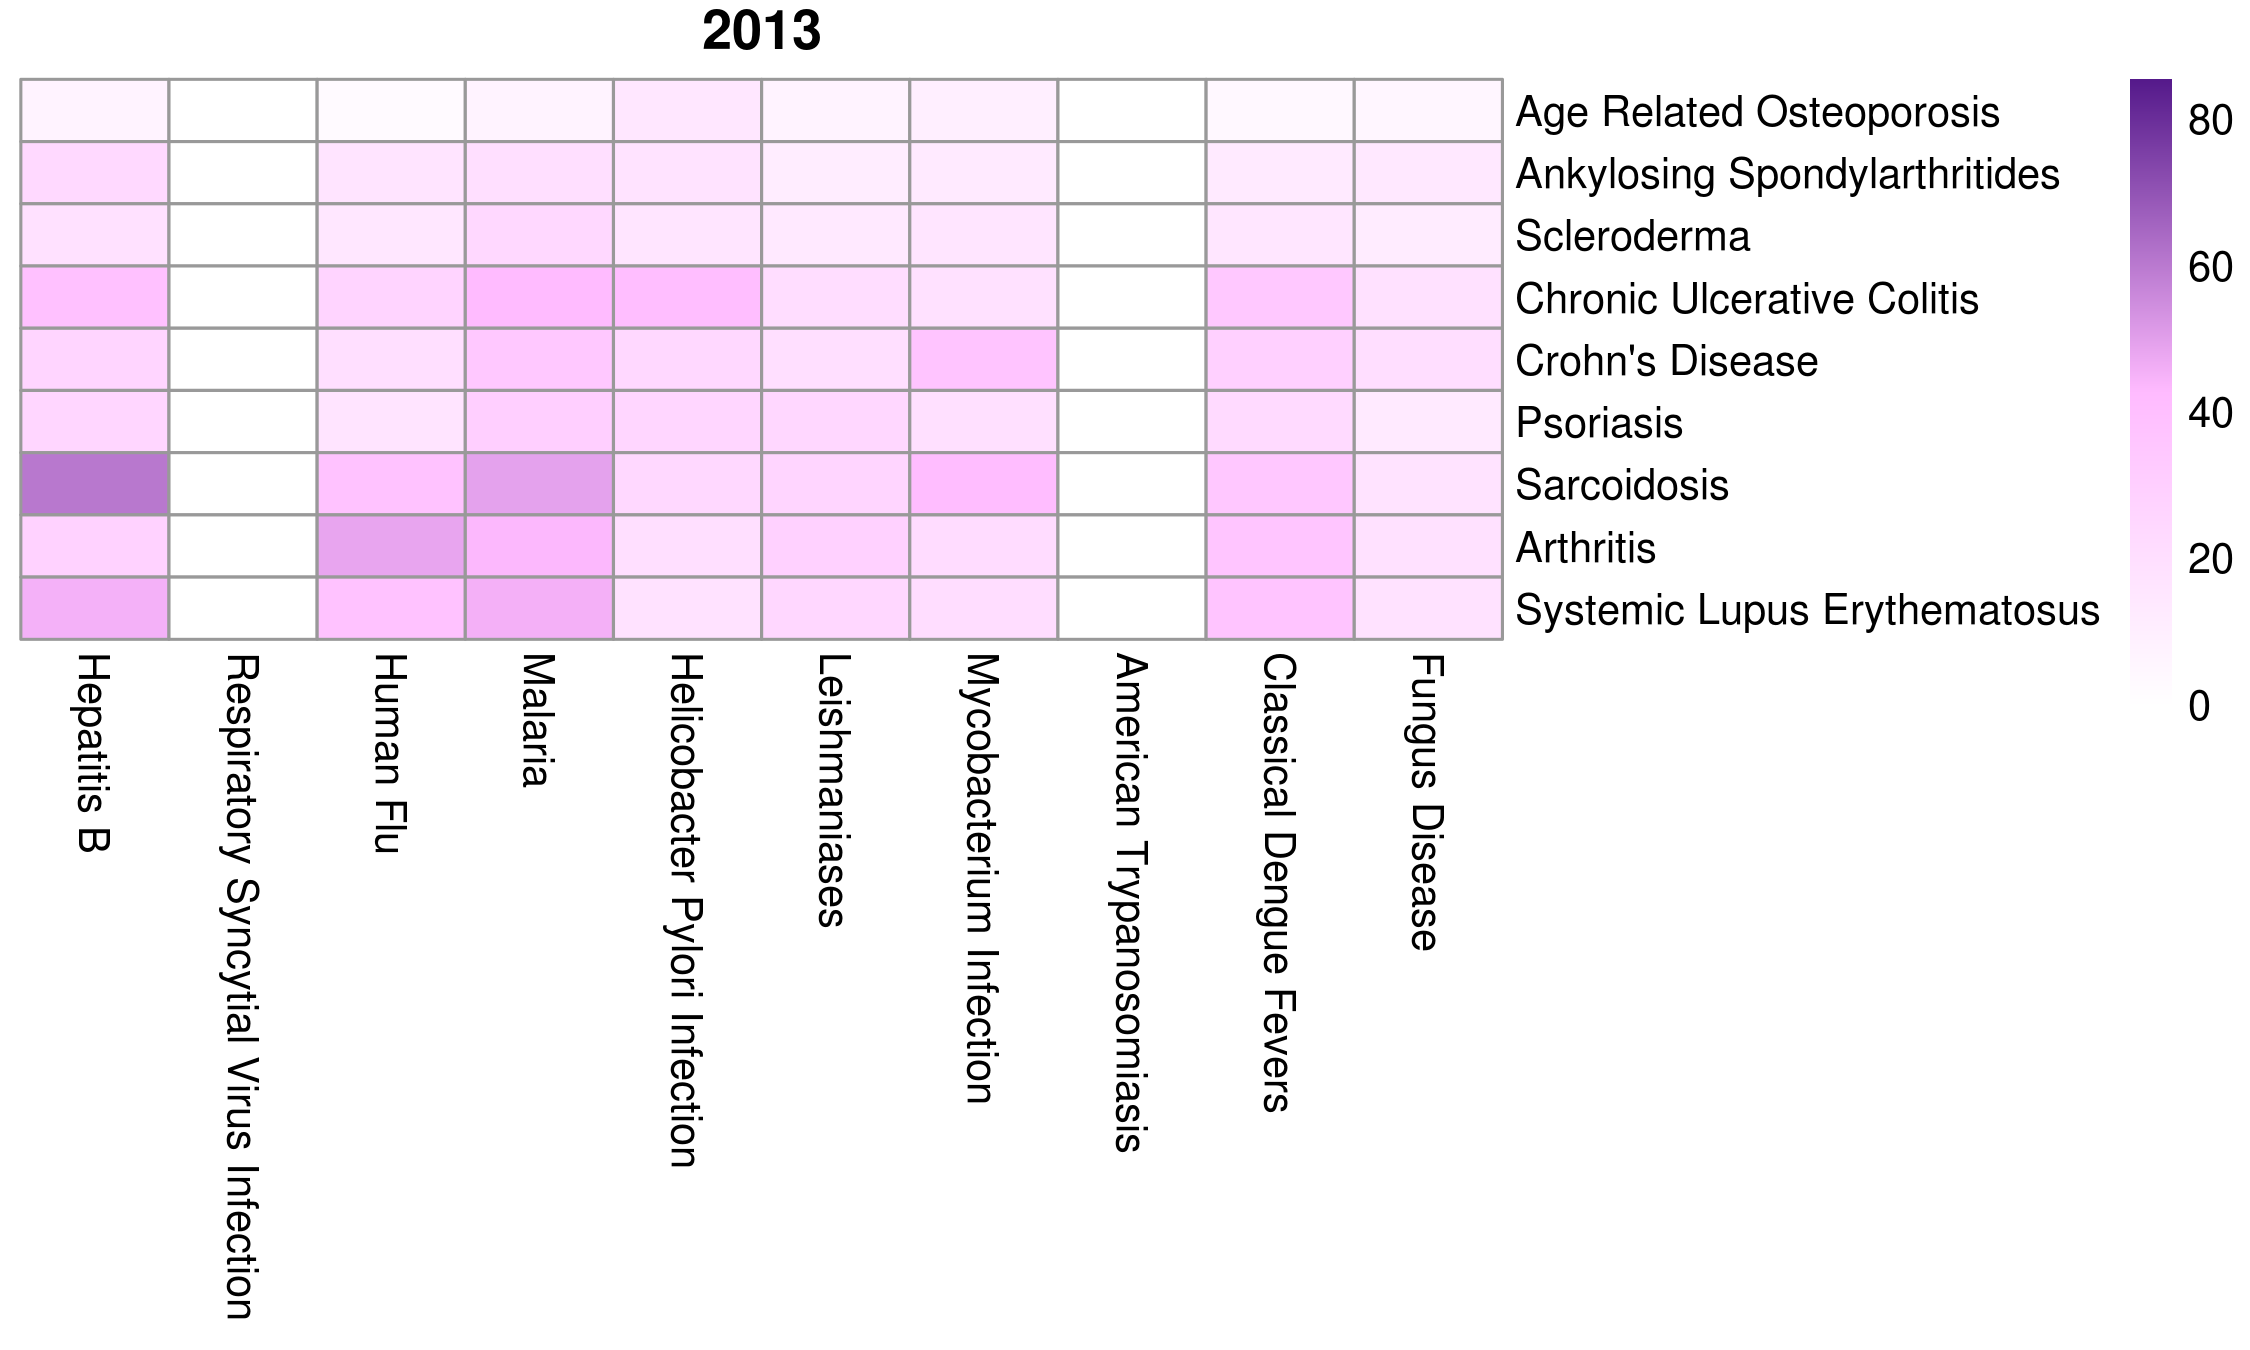 2013
Age Related Osteoporosis
Ankylosing Spondylarthritides
Scleroderma
Chronic Ulcerative Colitis
Crohn's Disease
Psoriasis
Sarcoidosis
Arthritis
Systemic Lupus Erythematosus
80
60
40
20
0
Hepatitis B
Respiratory Syncytial Virus Infection
Human Flu
Malaria
Helicobacter Pylori Infection
Leishmaniases
Mycobacterium Infection
American Trypanosomiasis
Classical Dengue Fevers
Fungus Disease